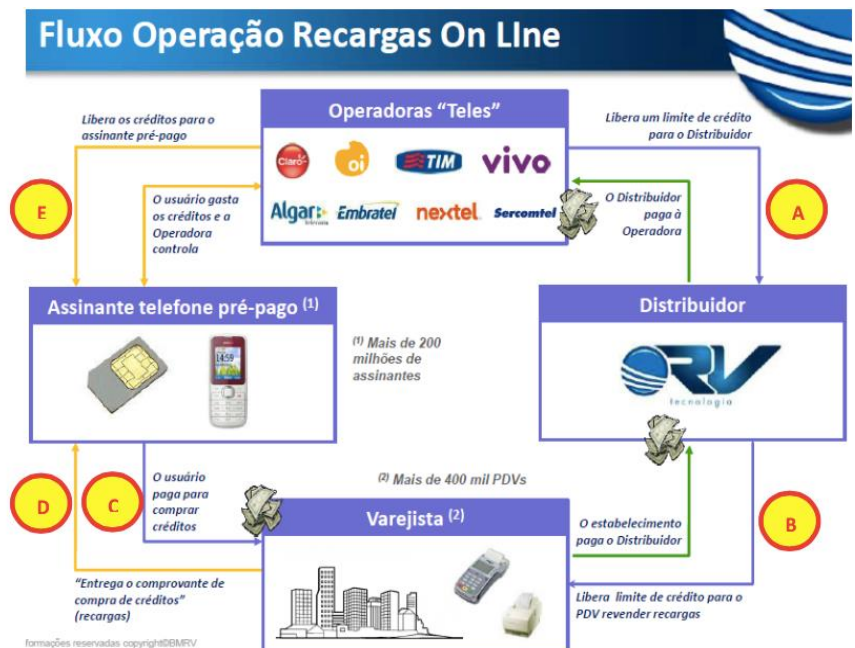 Fluxo Operação Recargas On LIne
Operadoras “Teles”
Libera os créditos para o
assinante pré-pago
Libera um limite de crédito
para o Distribuidor
Claro
oi
TIM
vivo
E
O usuário gasta
os créditos e a
Operadora
controla
Algar
telecom
Embratel
nextel
Sercomtel
O Distribuidor
paga à
Operadora
A
Assinante telefone pré-pago (1)
(1) Mais de 200
milhões de
assinantes
Distribuidor
RV
tecnologia
D
C
O usuário
paga para
comprar
créditos
(2) Mais de 400 mil PDVs
Varejista (2)
O estabelecimento
paga o Distribuidor
B
“Entrega o comprovante de
compra de créditos”
(recargas)
Libera limite de crédito para o
PDV revender recargas
formações reservadas copyright©BMRV